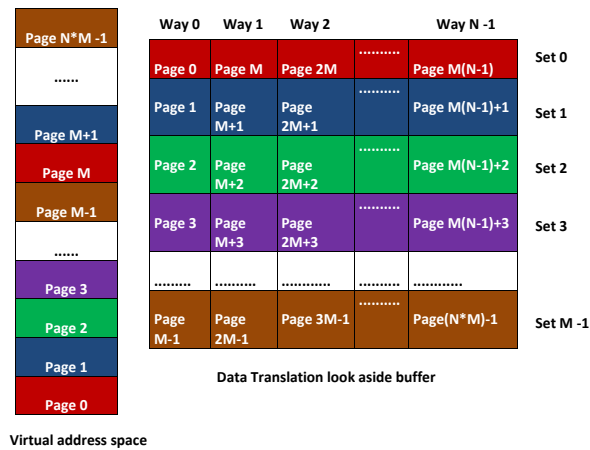 Page N*M -1
......
Page M+1
Page M
Page M-1
......
Page 3
Page 2
Page 1
Page 0
Virtual address space
Way 0 Way 1 Way 2 Way N -1
Page 0 Page M Page 2M .......... Page M(N-1) Set 0
Page 1 Page M+1 Page 2M+1 .......... Page M(N-1)+1 Set 1
Page 2 Page M+2 Page 2M+2 .......... Page M(N-1)+2 Set 2
Page 3 Page M+3 Page 2M+3 .......... Page M(N-1)+3 Set 3
......... .......... ............ .......... ............
Page M-1 Page 2M-1 Page 3M-1 .......... Page(N*M)-1 Set M -1
Data Translation look aside buffer